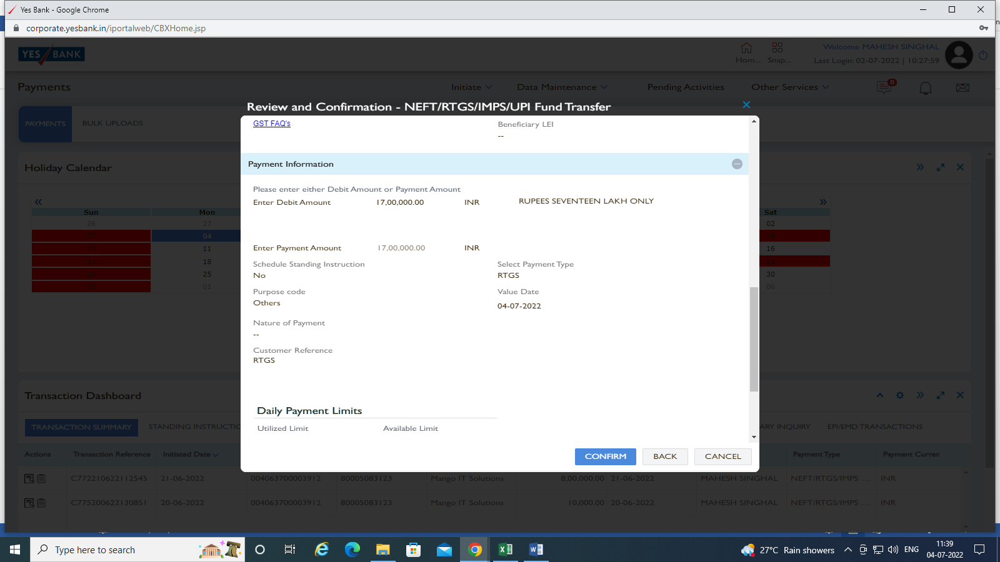 Yes Bank - Google Chrome
corporate.yesbank.in/iportalweb/CBXHome.jsp
YES BANK
Hom... Snap...
Welcome MAHESH SINGHAL
Last Login: 02-07-2022 | 10:27:59
Payments
Initiate Data Maintenance Pending Activities Other Services 0
PAYMENTS BULK UPLOADS
Review and Confirmation - NEFT/RTGS/IMPS/UPI Fund Transfer
GST FAQ's
Beneficiary LEI
--
Payment Information
Please enter either Debit Amount or Payment Amount
Enter Debit Amount 17,00,000.00 INR RUPEES SEVENTEEN LAKH ONLY
Enter Payment Amount 17,00,000.00 INR
Schedule Standing Instruction Select Payment Type
No RTGS
Purpose code Value Date
Others 04-07-2022
Nature of Payment
--
Customer Reference
RTGS
Daily Payment Limits
Utilized Limit Available Limit
CONFIRM BACK CANCEL
Holiday Calendar
« »
Sun Mon Sat
26 27 02
04
11 16
18
25 30
01 06
Transaction Dashboard
TRANSACTION SUMMARY STANDING INSTRUCTIO ARY INQUIRY EPI/EMD TRANSACTIONS
Actions Transaction Reference Initiated Date Payment Type Payment Curren
C772210622112545 21-06-2022 004063700003912 80005083123 Mango IT Solutions 8,00,000.00 21-06-2022 MAHESH SINGHAL NEFT/RTGS/IMPS ... INR
C775200622130851 20-06-2022 004063700003912 80005083123 Mango IT Solutions 10,000.00 20-06-2022 MAHESH SINGHAL NEFT/RTGS/IMPS ... INR
Type here to search
27°C Rain showers
ENG
11:39
04-07-2022